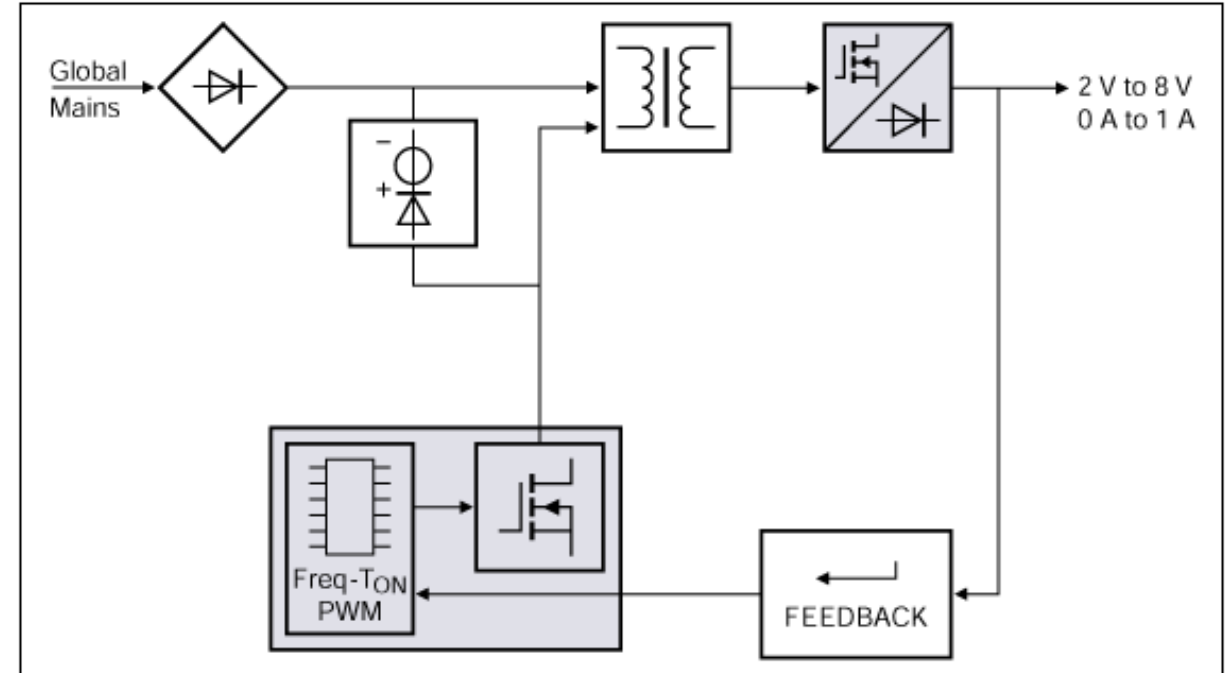 Global
Mains
2 V to 8 V
0 A to 1 A
−
+
Freq-TON
PWM
FEEDBACK